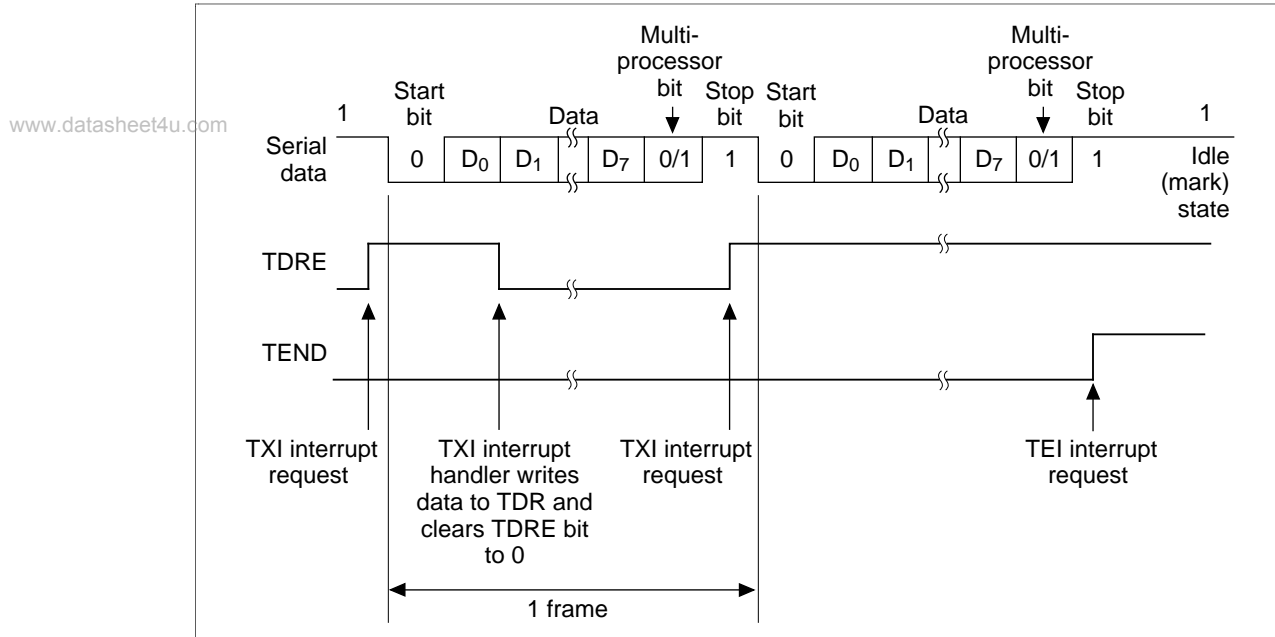 www.datasheet4u.com
Multi-
processor
bit
Multi-
processor
bit
1
Start
bit
Data
Stop
bit
Start
bit
Data
Stop
bit
1
Serial
data
0 D0 D1 D7 0/1 1 0 D0 D1 D7 0/1 1
Idle
(mark)
state
TDRE
TEND
TXI interrupt
request
TXI interrupt
handler writes
data to TDR and
clears TDRE bit
to 0
TXI interrupt
request
TEI interrupt
request
1 frame